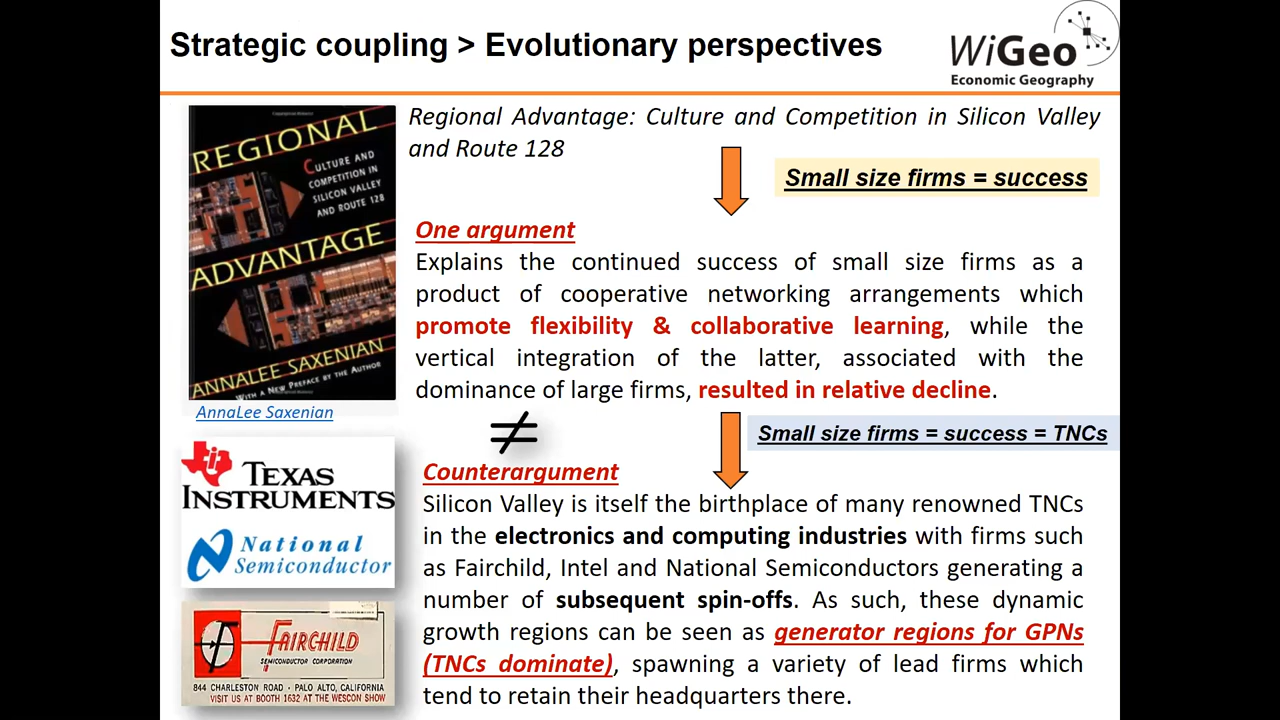 Strategic coupling > Evolutionary perspectives
WiGeo
Economic Geography
REGIONAL
CULTURE AND
COMPETITION IN
SILICON VALLEY
AND ROUTE 128
ADVANTAGE
ANNALEE SAXENIAN
WITH A NEW PREFACE BY THE AUTHOR
AnnaLee Saxenian
Regional Advantage: Culture and Competition in Silicon Valley
and Route 128
Small size firms = success
One argument
Explains the continued success of small size firms as a
product of cooperative networking arrangements which
promote flexibility & collaborative learning, while the
vertical integration of the latter, associated with the
dominance of large firms, resulted in relative decline.
≠
Small size firms = success = TNCs
Counterargument
Silicon Valley is itself the birthplace of many renowned TNCs
in the electronics and computing industries with firms such
as Fairchild, Intel and National Semiconductors generating a
number of subsequent spin-offs. As such, these dynamic
growth regions can be seen as generator regions for GPNs
(TNCs dominate), spawning a variety of lead firms which
tend to retain their headquarters there.
TEXAS
INSTRUMENTS
National
Semiconductor
FAIRCHILD
SEMICONDUCTOR CORPORATION
844 CHARLESTON ROAD · PALO ALTO, CALIFORNIA
VISIT US AT BOOTH 1632 AT THE WESCON SHOW